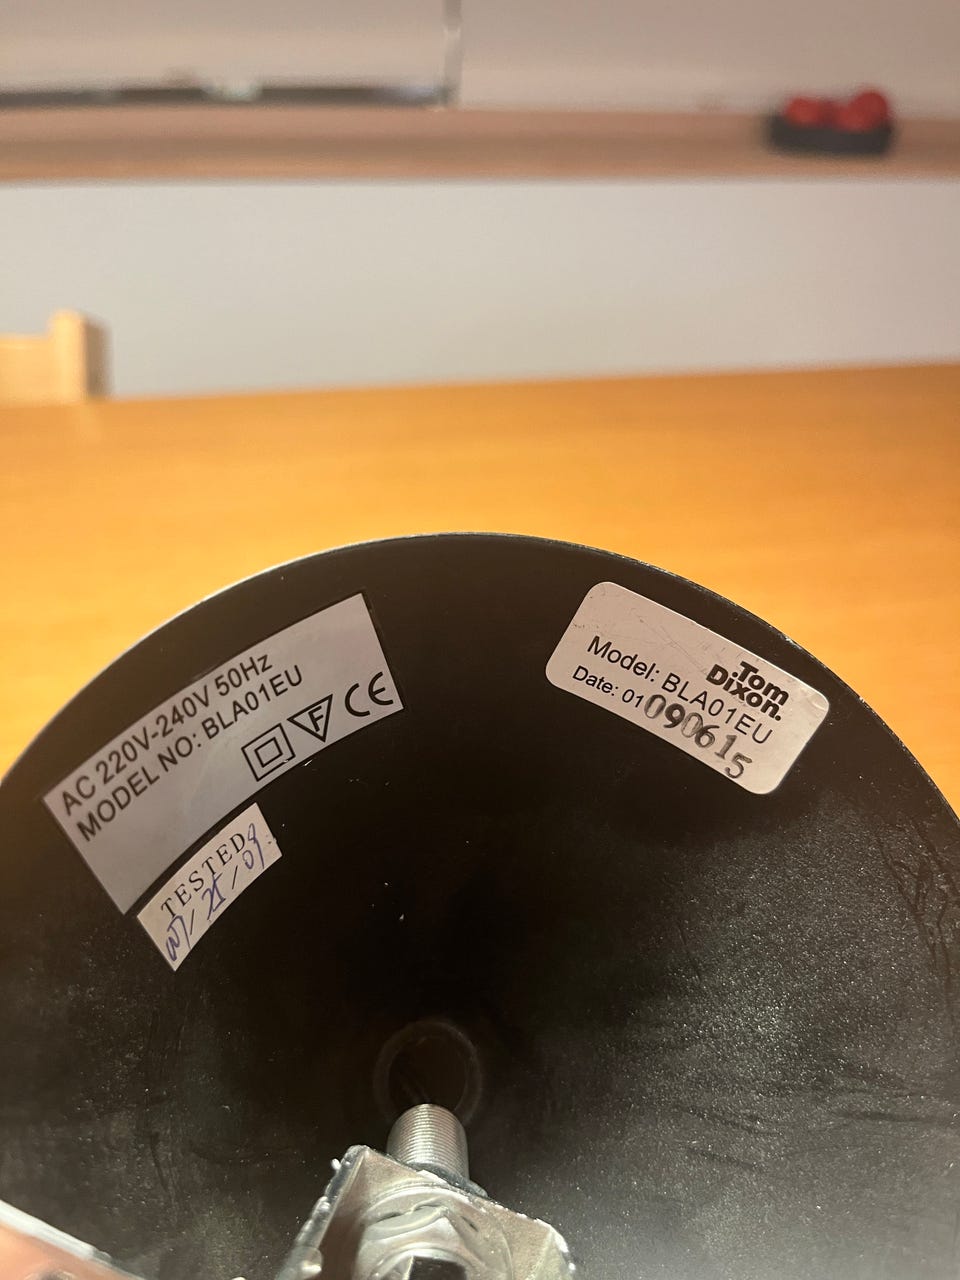 AC 220V-240V 50Hz
MODEL NO: BLA01EU
F CE
TESTED
Tom
Dixon.
Model: BLA01EU
Date: 01090615